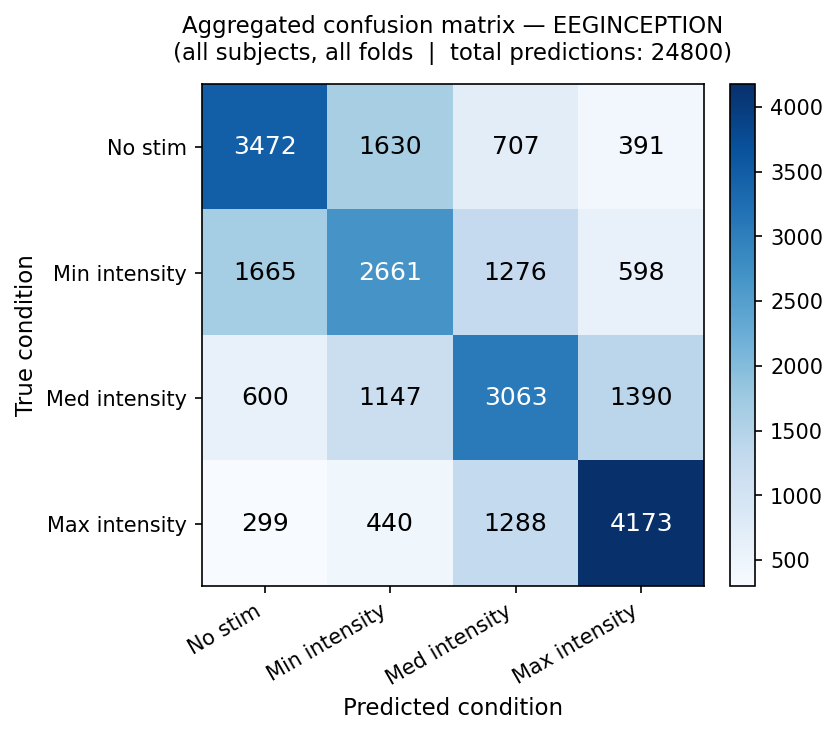 Aggregated confusion matrix — EEGINCEPTION
(all subjects, all folds  |  total predictions: 24800)
True condition
No stim
3472 1630 707 391
Min intensity
1665 2661 1276 598
Med intensity
600 1147 3063 1390
Max intensity
299 440 1288 4173
No stim
Min intensity
Med intensity
Max intensity
Predicted condition
4000
3500
3000
2500
2000
1500
1000
500